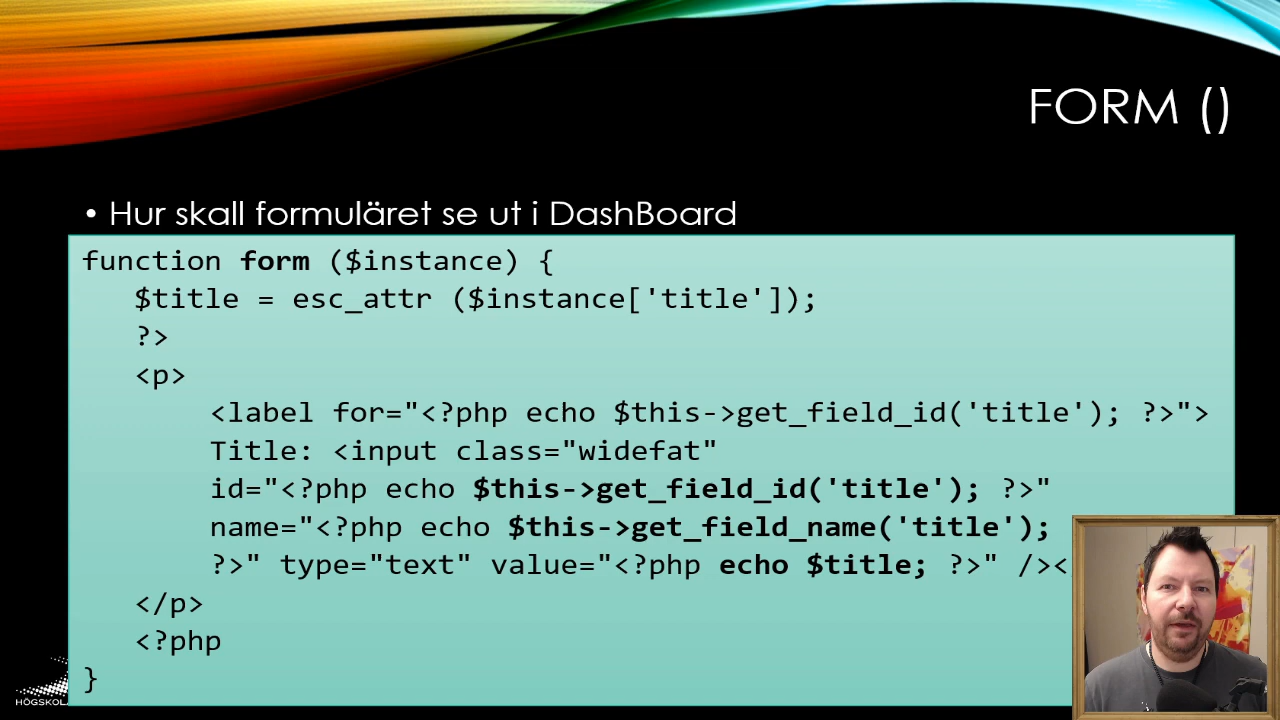 FORM ()
• Hur skall formuläret se ut i DashBoard
function form ($instance) {
$title = esc_attr ($instance['title']);
?>
<p>
<label for="<?php echo $this->get_field_id('title'); ?>">
Title: <input class="widefat"
id="<?php echo $this->get_field_id('title'); ?>"
name="<?php echo $this->get_field_name('title');
?>" type="text" value="<?php echo $title; ?>" /><
</p>
<?php
}